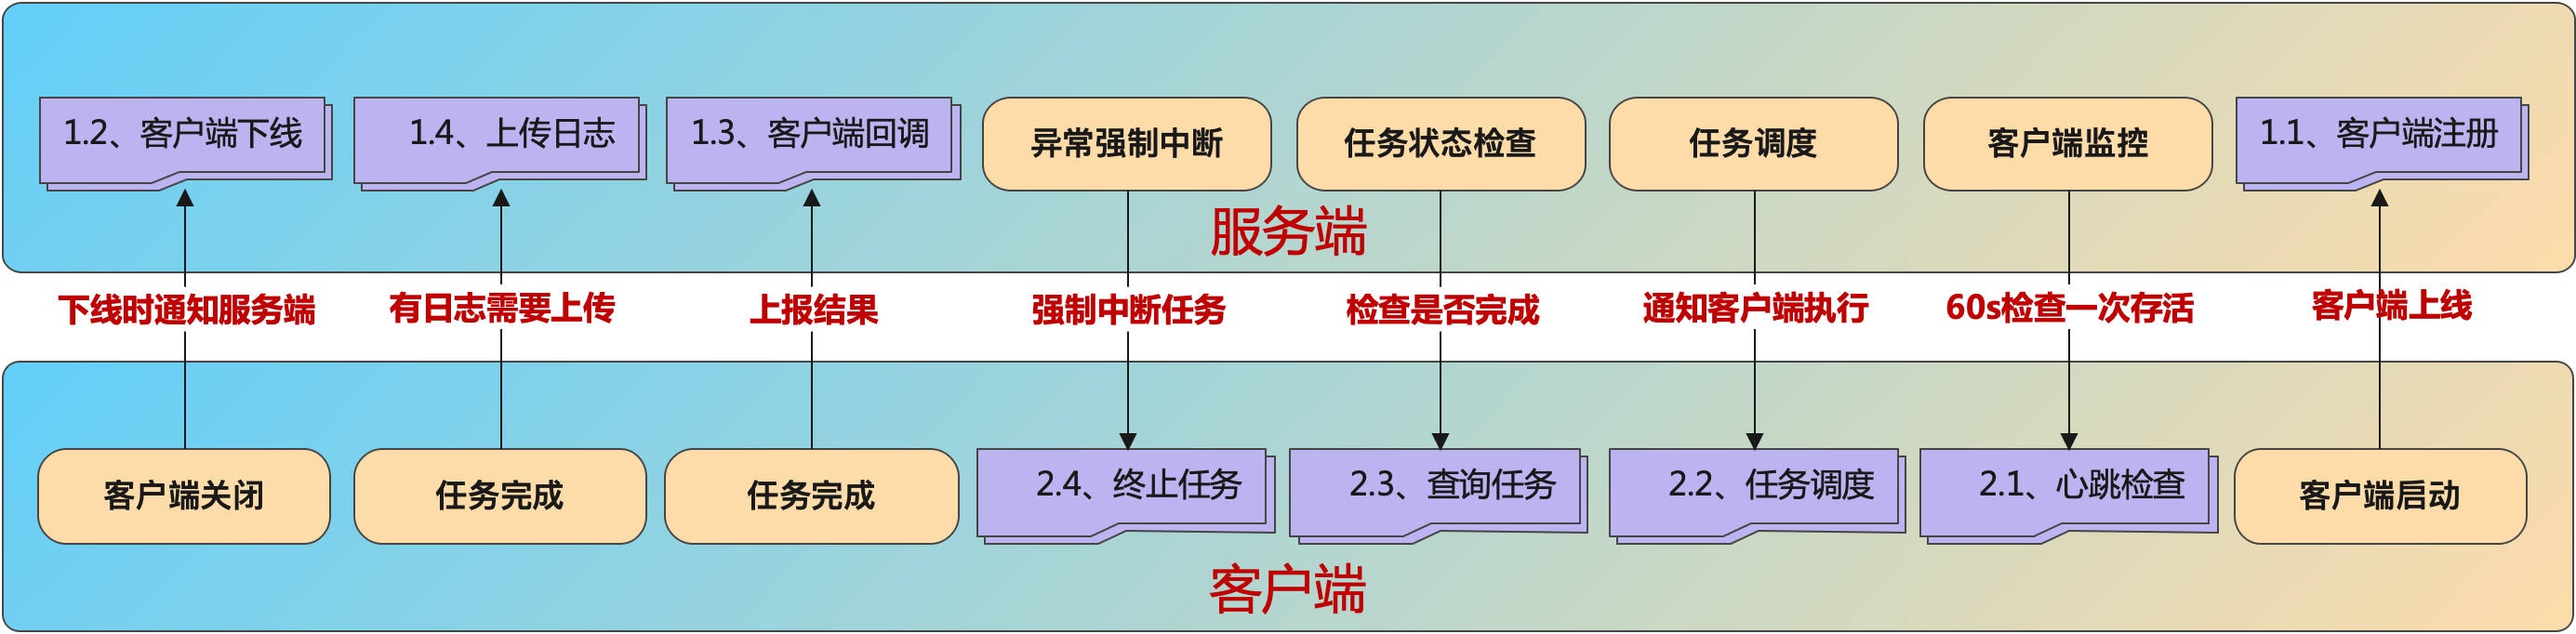 1.2、客户端下线
1.4、上传日志
1.3、客户端回调
异常强制中断
任务状态检查
任务调度
客户端监控
1.1、客户端注册
服务端
下线时通知服务端
有日志需要上传
上报结果
强制中断任务
检查是否完成
通知客户端执行
60s检查一次存活
客户端上线
客户端关闭
任务完成
任务完成
2.4、终止任务
2.3、查询任务
2.2、任务调度
2.1、心跳检查
客户端启动
客户端